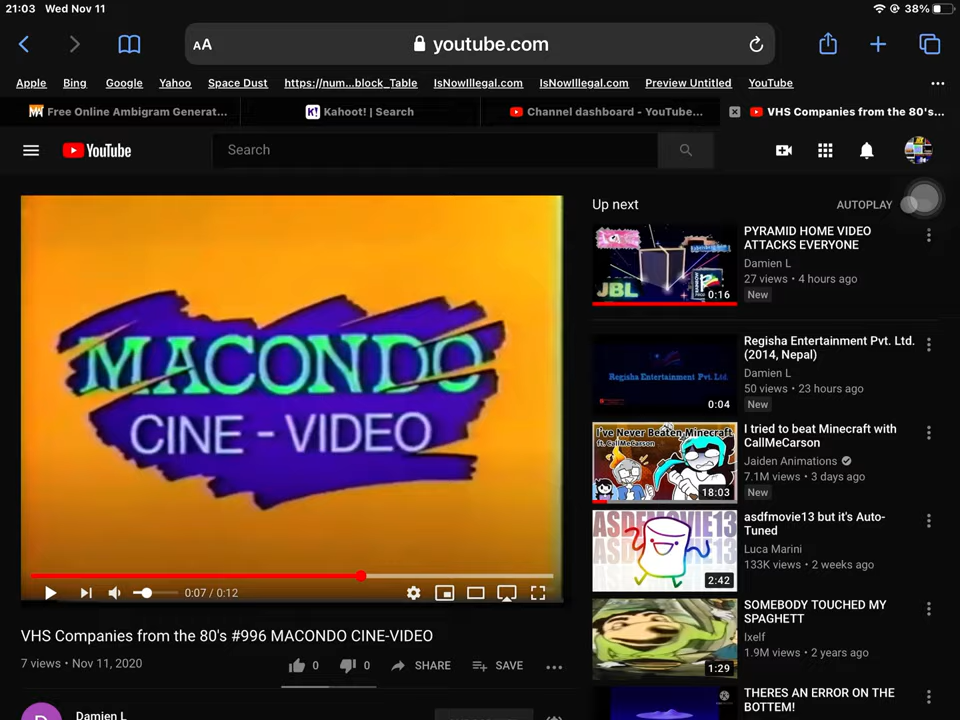 21:03 Wed Nov 11
38%
AA
youtube.com
Apple
Bing
Google
Yahoo
Space Dust
https://num...block_Table
IsNowIllegal.com
IsNowIllegal.com
Preview Untitled
YouTube
Free Online Ambigram Generat...
K! Kahoot! | Search
Channel dashboard - YouTube...
VHS Companies from the 80's...
YouTube
Search
MACONDO
CINE - VIDEO
0:07 / 0:12
VHS Companies from the 80's #996 MACONDO CINE-VIDEO
7 views • Nov 11, 2020
0
0
SHARE
SAVE
D
Damien L
Up next
AUTOPLAY
JBL
0:16
PYRAMID HOME VIDEO
ATTACKS EVERYONE
Damien L
27 views • 4 hours ago
New
Regisha Entertainment Pvt. Ltd.
0:04
Regisha Entertainment Pvt. Ltd.
(2014, Nepal)
Damien L
50 views • 23 hours ago
New
I've Never Beaten Minecraft
ft. CallMeCarson
18:03
I tried to beat Minecraft with
CallMeCarson
Jaiden Animations
7.1M views • 3 days ago
New
ASDFMOVIE13
2:42
asdfmovie13 but it's Auto-
Tuned
Luca Marini
133K views • 2 weeks ago
1:29
SOMEBODY TOUCHED MY
SPAGHETT
Ixelf
1.9M views • 2 years ago
THERES AN ERROR ON THE
BOTTEM!